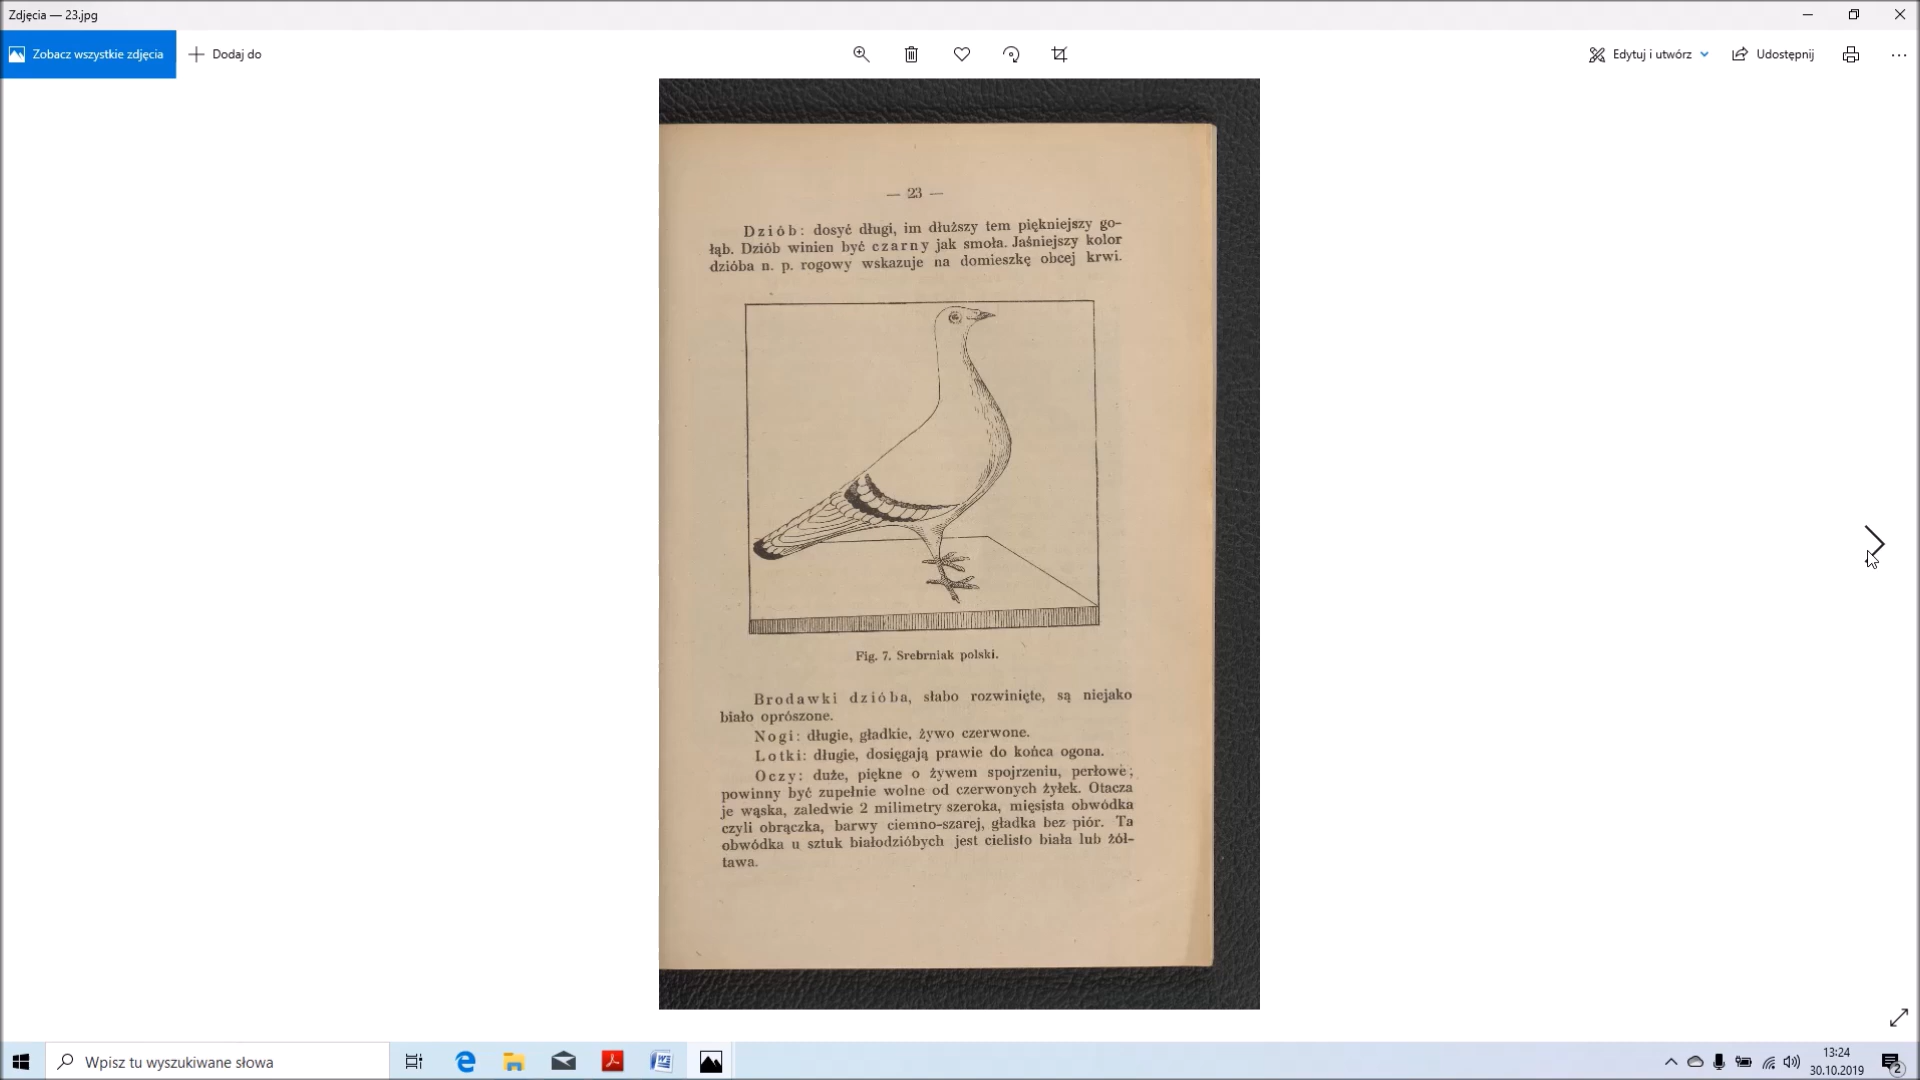 Zdjęcia — 23.jpg
Zobacz wszystkie zdjęcia
Dodaj do
Edytuj i utwórz
Udostępnij
— 23 —
Dziób: dosyć długi, im dłuższy tem piękniejszy go-
łąb. Dziób winien być czarny jak smoła. Jaśniejszy kolor
dzióba n. p. rogowy wskazuje na domieszkę obcej krwi.
Fig. 7. Srebrniak polski.
Brodawki dzióba, słabo rozwinięte, są niejako
biało oprószone.
Nogi: długie, gładkie, żywo czerwone.
Lotki: długie, dosięgają prawie do końca ogona.
Oczy: duże, piękne o żywem spojrzeniu, perłowe;
powinny być zupełnie wolne od czerwonych żyłek. Otacza
je wąska, zaledwie 2 milimetry szeroka, mięsista obwódka
czyli obrączka, barwy ciemno-szarej, gładka bez piór. Ta
obwódka u sztuk białodzióbych jest cielisto biała lub żół-
tawa.
Wpisz tu wyszukiwane słowa
13:24
30.10.2019
2